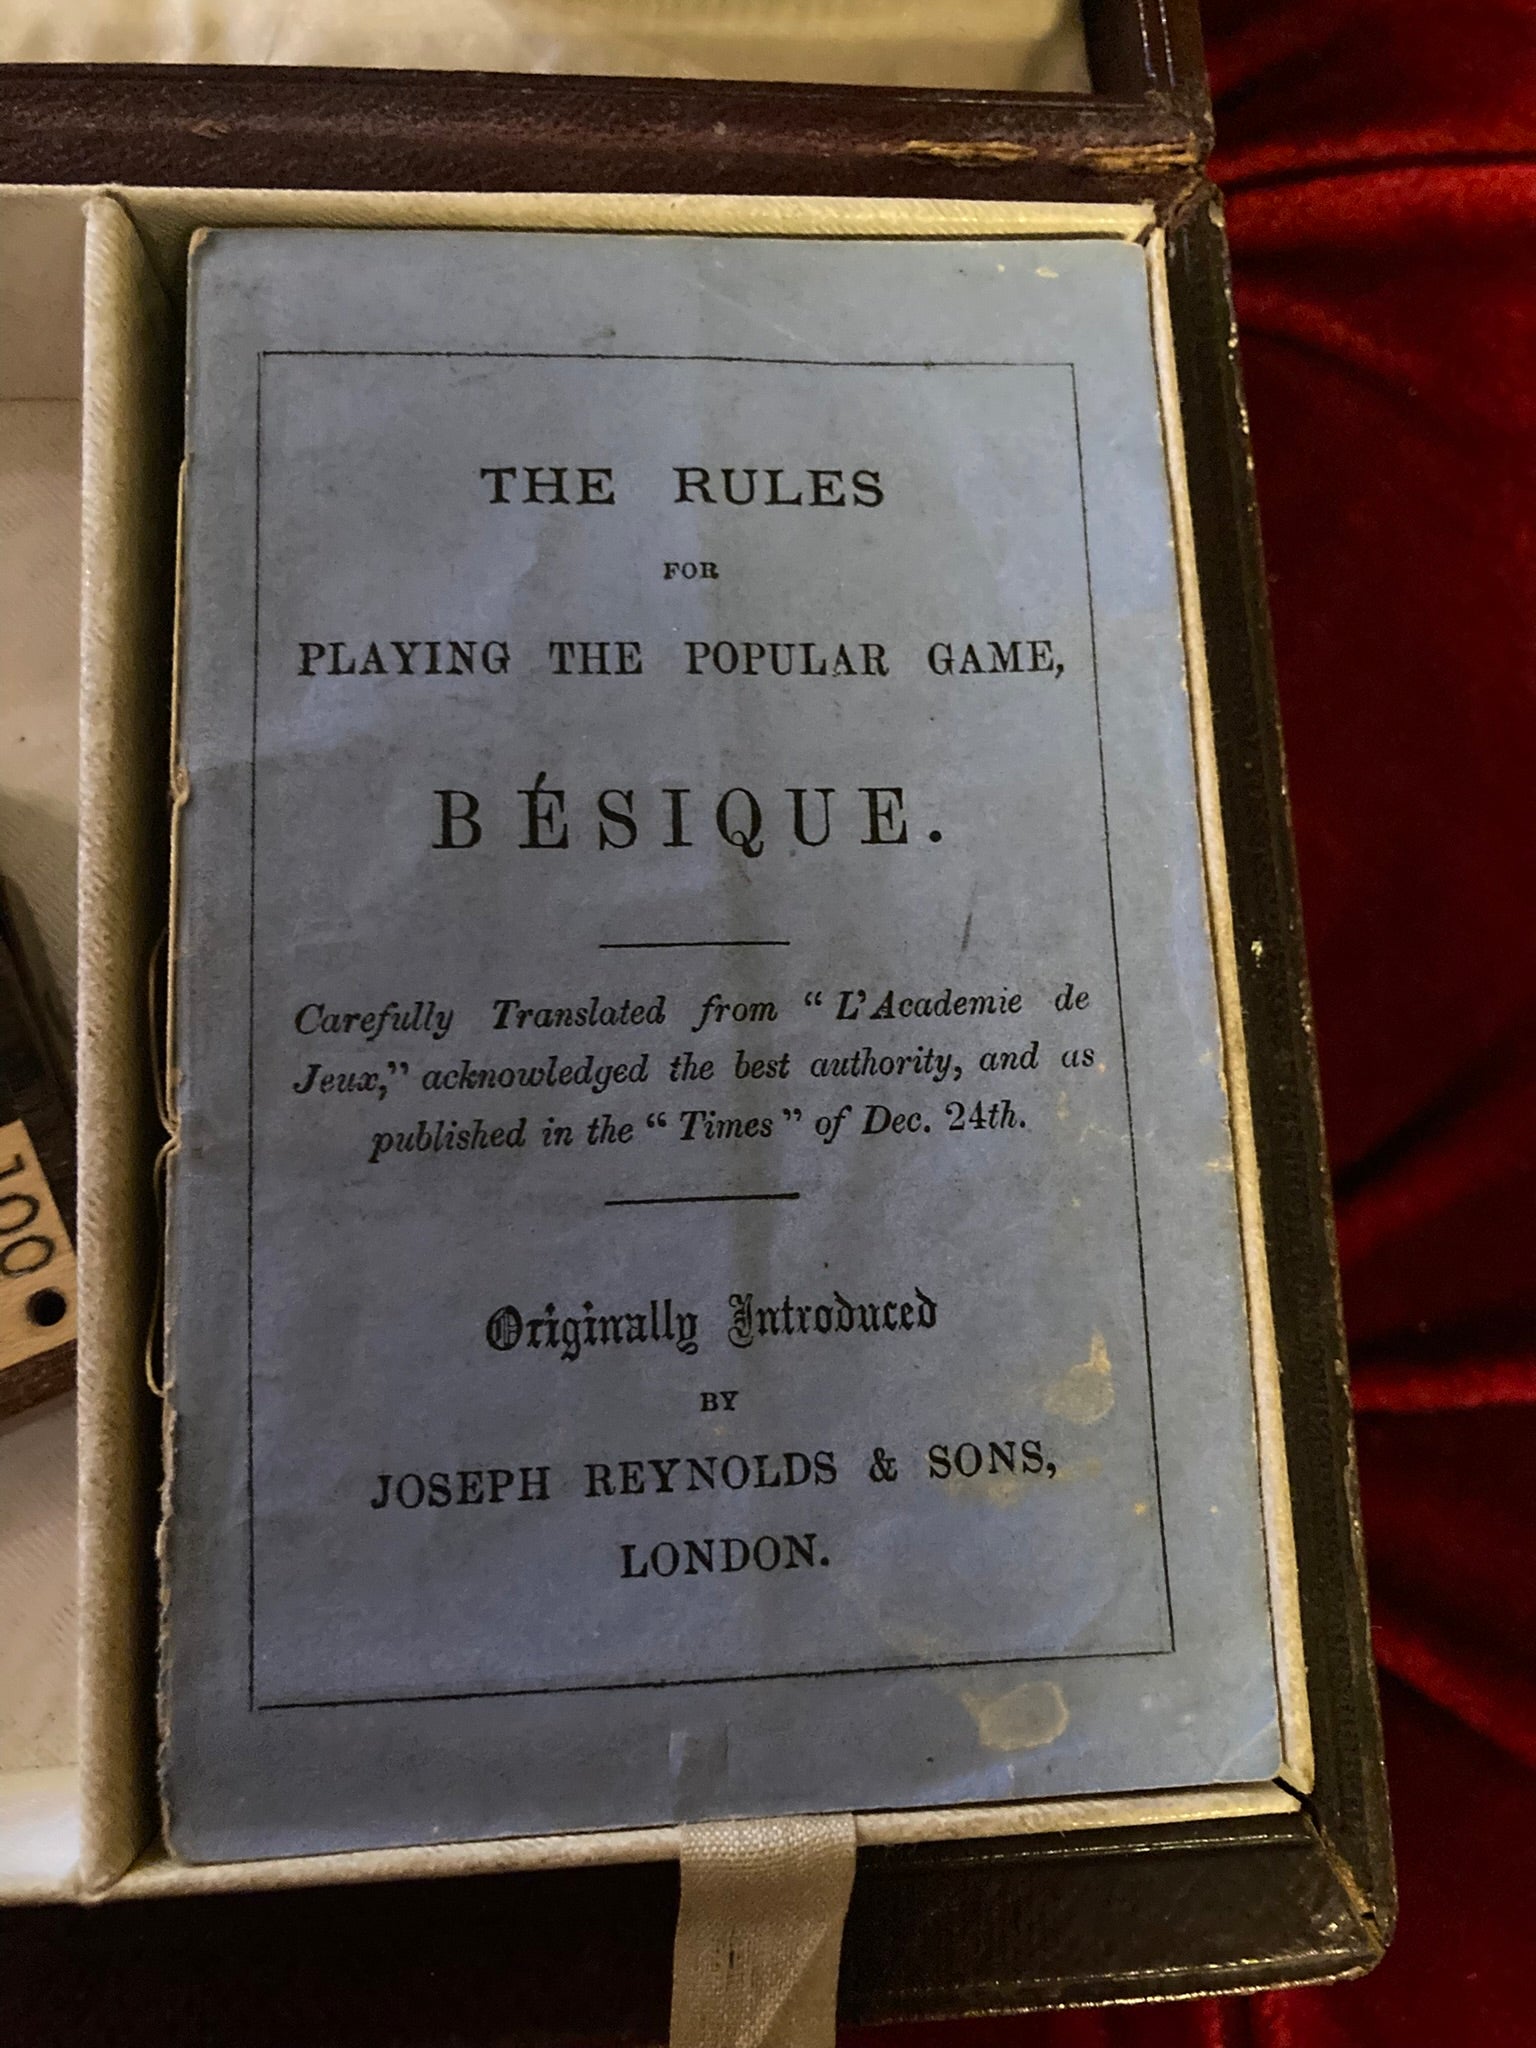 THE RULES
FOR
PLAYING THE POPULAR GAME,
BÉSIQUE.
Carefully Translated from “ L’Academie de
Jeux,” acknowledged the best authority, and as
published in the “ Times ” of Dec. 24th.
Originally Introduced
BY
JOSEPH REYNOLDS & SONS,
LONDON.
100